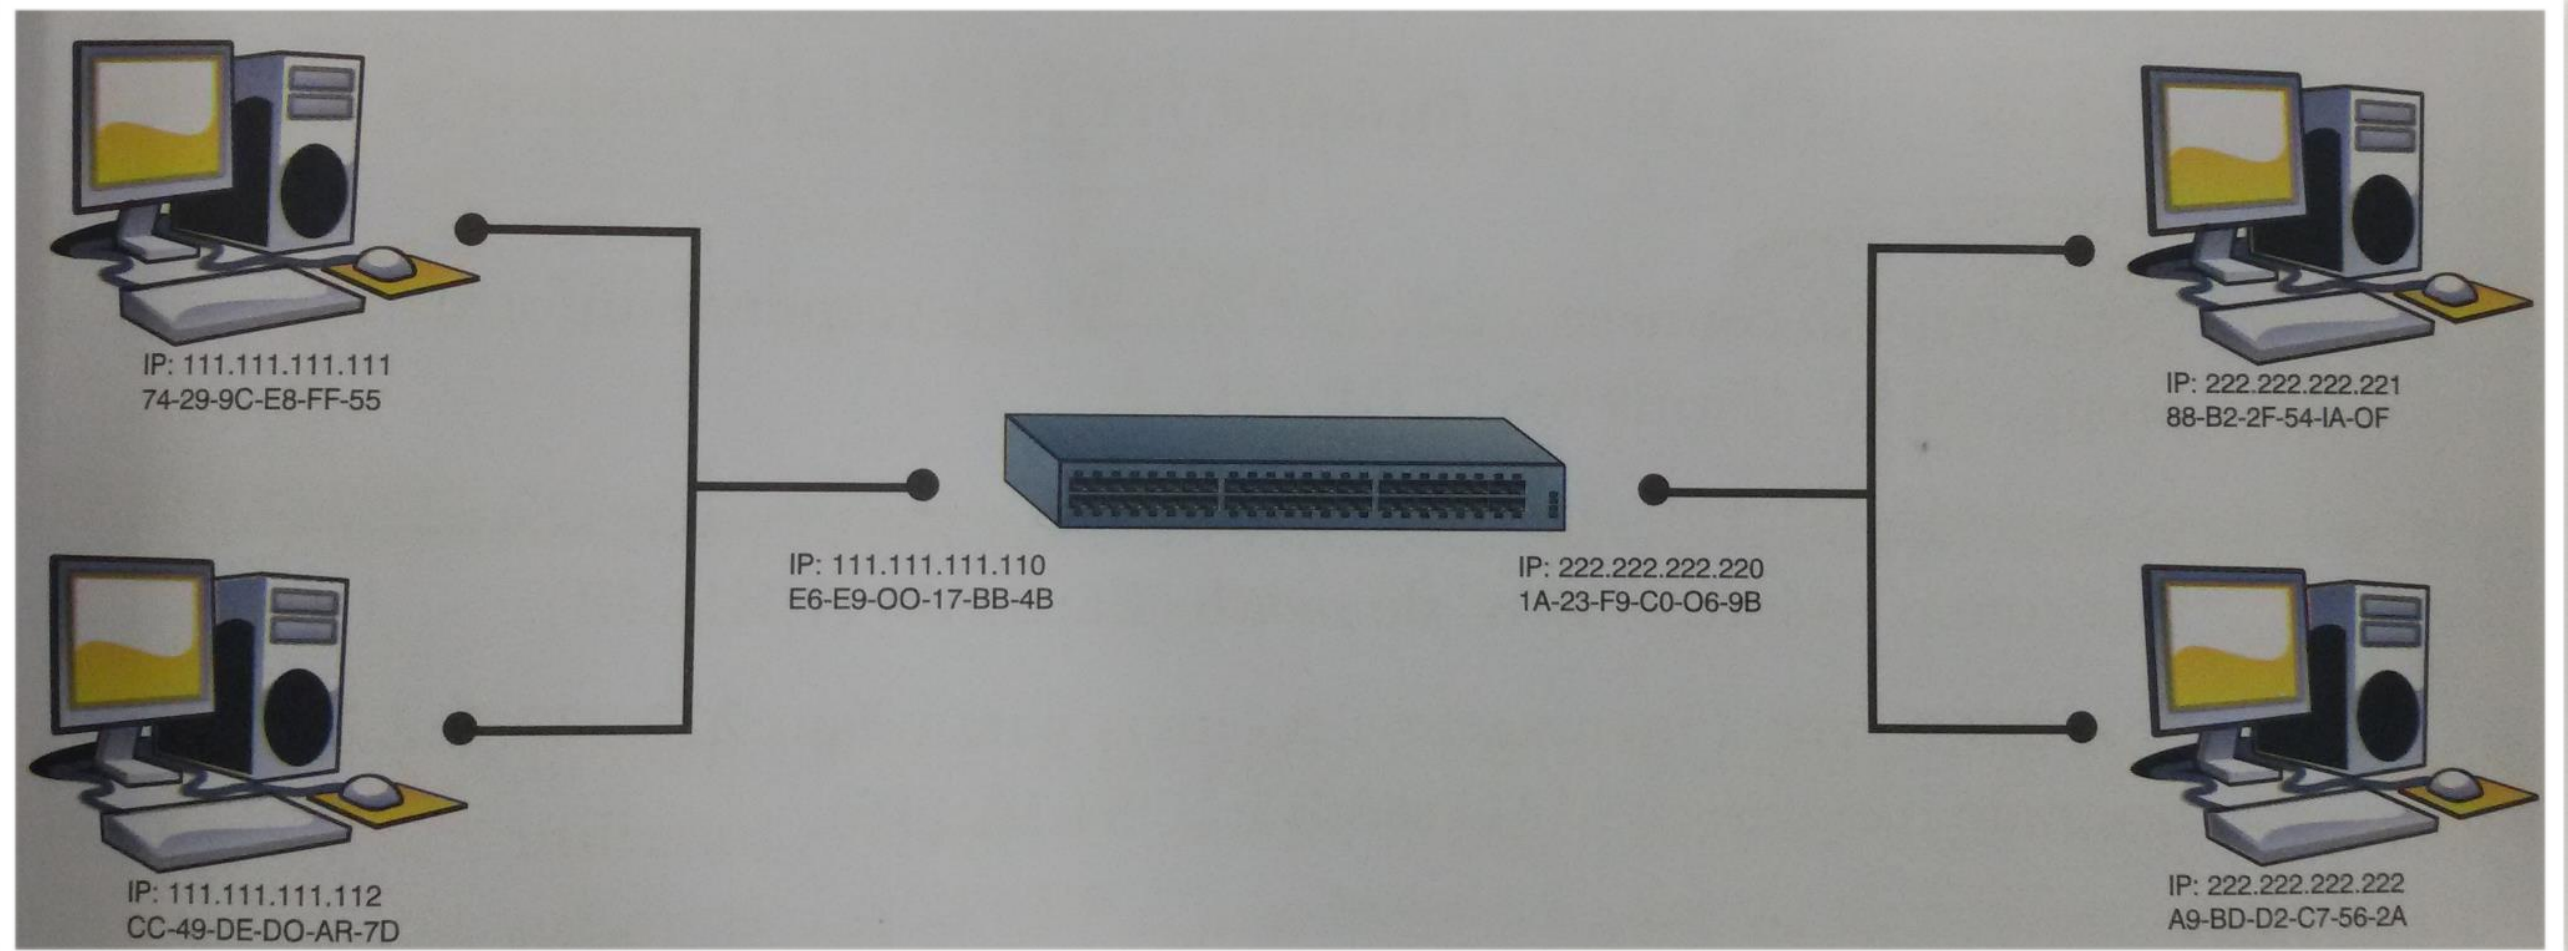 IP: 111.111.111.111
74-29-9C-E8-FF-55
IP: 222.222.222.221
88-B2-2F-54-IA-OF
IP: 111.111.111.110
E6-E9-OO-17-BB-4B
IP: 222.222.222.220
1A-23-F9-C0-O6-9B
IP: 111.111.111.112
CC-49-DE-DO-AR-7D
IP: 222.222.222.222
A9-BD-D2-C7-56-2A